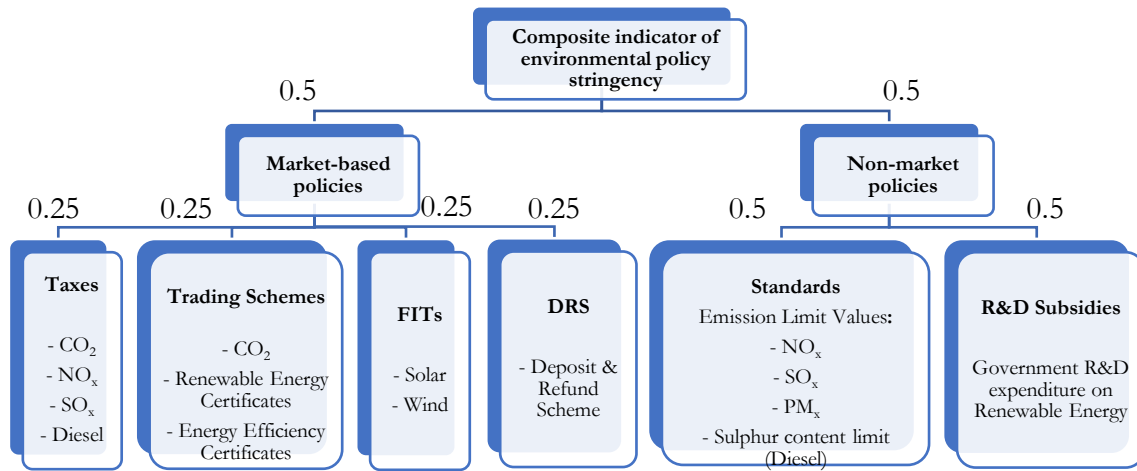 Composite indicator of
environmental policy
stringency
0.5
0.5
Market-based
policies
Non-market
policies
0.25
0.25
0.25
0.25
0.5
0.5
Taxes
- CO₂
- NOₓ
- SOₓ
- Diesel
Trading Schemes
- CO₂
- Renewable Energy
Certificates
- Energy Efficiency
Certificates
FITs
- Solar
- Wind
DRS
- Deposit &
Refund
Scheme
Standards
Emission Limit Values:
- NOₓ
- SOₓ
- PMₓ
- Sulphur content limit
(Diesel)
R&D Subsidies
Government R&D
expenditure on
Renewable Energy